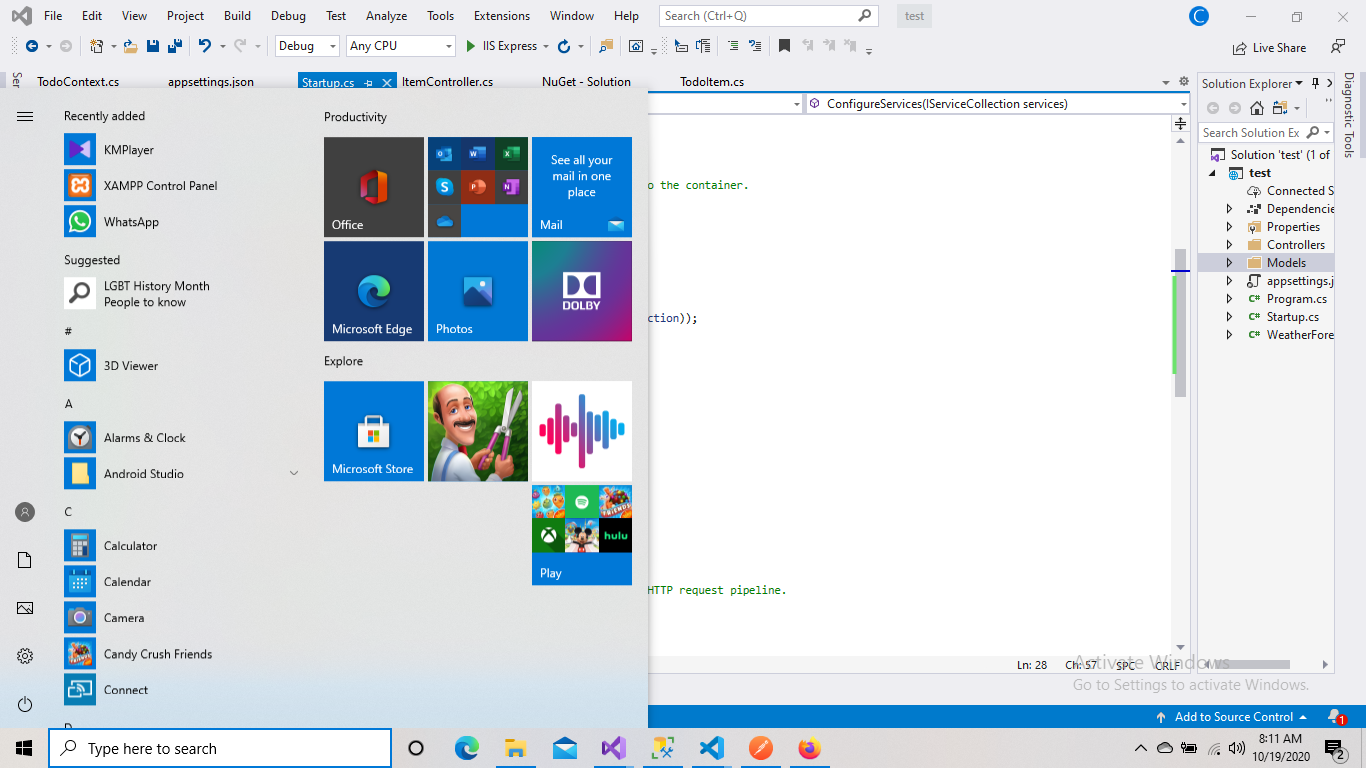 File Edit View Project Build Debug Test Analyze Tools Extensions Window Help Search (Ctrl+Q) test C
Debug Any CPU IIS Express Live Share
Ser TodoContext.cs appsettings.json Startup.cs ItemController.cs NuGet - Solution TodoItem.cs Solution Explorer
ConfigureServices(IServiceCollection services)
Diagnostic Tools
Search Solution Ex
Solution 'test' (1 of
test
Connected S
Dependencie
Properties
Controllers
Models
appsettings.j
C# Program.cs
C# Startup.cs
C# WeatherFore
o the container.
ction));
HTTP request pipeline.
Recently added
KMPlayer
XAMPP Control Panel
WhatsApp
Suggested
LGBT History Month
People to know
#
3D Viewer
A
Alarms & Clock
Android Studio
C
Calculator
Calendar
Camera
Candy Crush Friends
Connect
Productivity
Office
See all your
mail in one
place
Mail
Microsoft Edge
Photos
DOLBY
Explore
Microsoft Store
FRIENDS
hulu
Play
Ln: 28 Ch: 57 SPC CRLF
Activate Windows
Go to Settings to activate Windows.
Add to Source Control 1
Type here to search
8:11 AM
10/19/2020
2